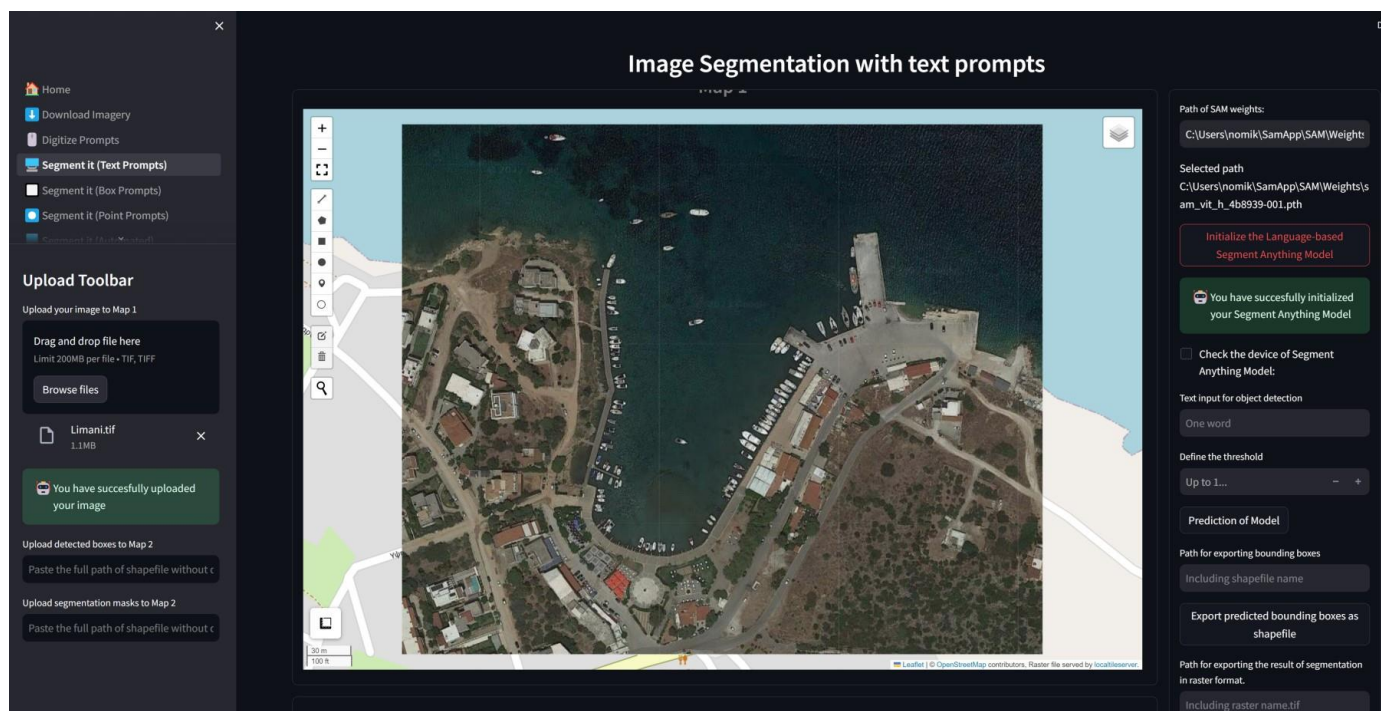 Home
Download Imagery
Digitize Prompts
Segment it (Text Prompts)
Segment it (Box Prompts)
Segment it (Point Prompts)
Upload Toolbar
Upload your image to Map 1
Drag and drop file here
Limit 200MB per file • TIF, TIFF
Browse files
Limani.tif
1.1MB
You have succesfully uploaded
your image
Upload detected boxes to Map 2
Paste the full path of shapefile without c
Upload segmentation masks to Map 2
Paste the full path of shapefile without c
Image Segmentation with text prompts
Map 1
30 m
100 ft
Leaflet | © OpenStreetMap contributors, Raster file served by localtileserver.
Path of SAM weights:
C:\Users\nomik\SamApp\SAM\Weights
Selected path
C:\Users\nomik\SamApp\SAM\Weights\s
am_vit_h_4b8939-001.pth
Initialize the Language-based
Segment Anything Model
You have succesfully initialized
your Segment Anything Model
Check the device of Segment
Anything Model:
Text input for object detection
One word
Define the threshold
Up to 1...
Prediction of Model
Path for exporting bounding boxes
Including shapefile name
Export predicted bounding boxes as
shapefile
Path for exporting the result of segmentation
in raster format.
Including raster name.tif